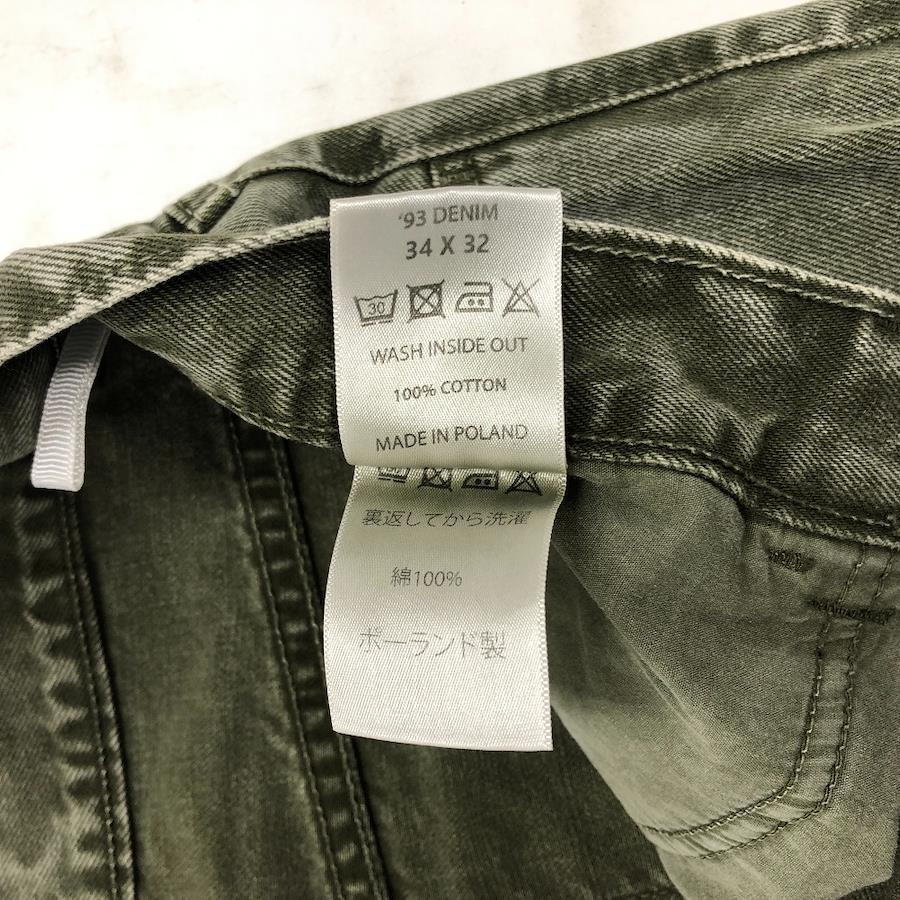 '93 DENIM
34 X 32
30
WASH INSIDE OUT
100% COTTON
MADE IN POLAND
裏返してから洗濯
綿100%
ポーランド製